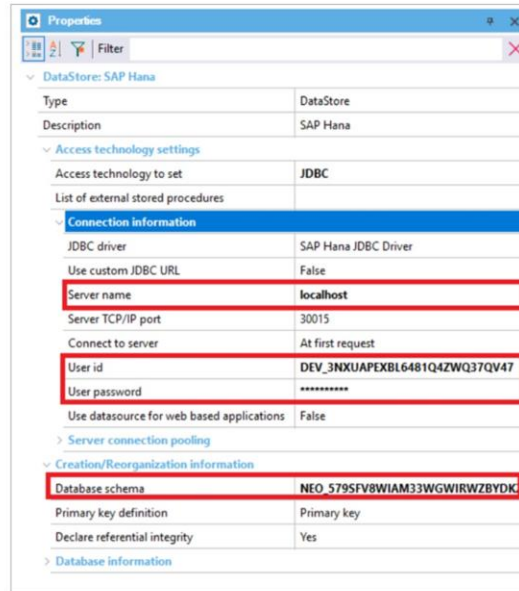 Properties
Filter
DataStore: SAP Hana
Type DataStore
Description SAP Hana
Access technology settings
Access technology to set JDBC
List of external stored procedures
Connection information
JDBC driver SAP Hana JDBC Driver
Use custom JDBC URL False
Server name localhost
Server TCP/IP port 30015
Connect to server At first request
User id DEV_3NXUAPEXBL6481Q4ZWQ37QV47
User password **********
Use datasource for web based applications False
Server connection pooling
Creation/Reorganization information
Database schema NEO_579SFV8WIAM33WGWIRWZBYDK
Primary key definition Primary key
Declare referential integrity Yes
Database information